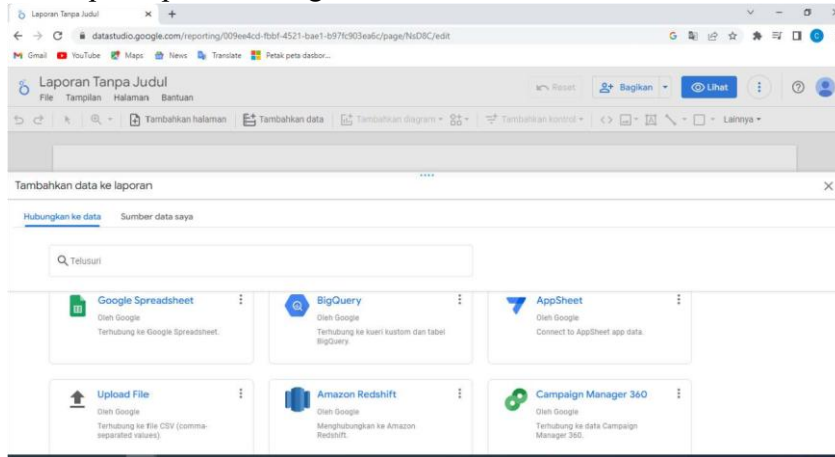 Laporan Tanpa Judul
datastudio.google.com/reporting/009ee4cd-fbbf-4521-bae1-b97fc903ea6c/page/NsD8C/edit
Gmail YouTube Maps News Translate Petak peta dasbor...
Laporan Tanpa Judul
File Tampilan Halaman Bantuan
Reset Bagikan Lihat
Tambahkan halaman Tambahkan data Tambahkan diagram Tambahkan kontrol Lainnya
Tambahkan data ke laporan
Hubungkan ke data Sumber data saya
Telusuri
Google Spreadsheet
Oleh Google
Terhubung ke Google Spreadsheet.
BigQuery
Oleh Google
Terhubung ke kueri kustom dan tabel
BigQuery.
AppSheet
Oleh Google
Connect to AppSheet app data.
Upload File
Oleh Google
Terhubung ke file CSV (comma-
separated values).
Amazon Redshift
Oleh Google
Menghubungkan ke Amazon
Redshift.
Campaign Manager 360
Oleh Google
Terhubung ke data Campaign
Manager 360.